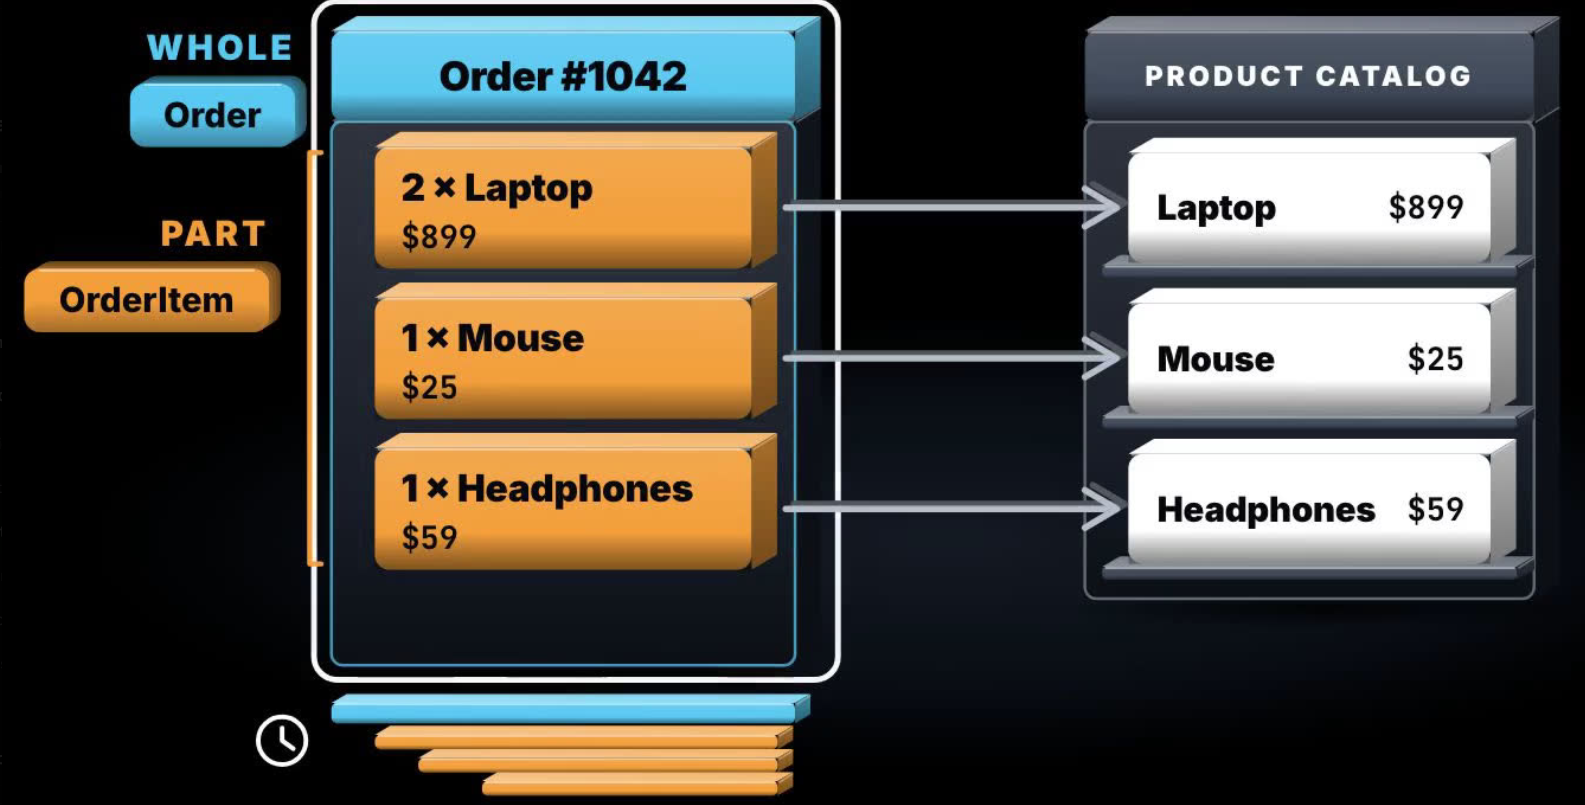 WHOLE
Order
PART
OrderItem
Order #1042
2 × Laptop
$899
1 × Mouse
$25
1 × Headphones
$59
PRODUCT CATALOG
Laptop $899
Mouse $25
Headphones $59